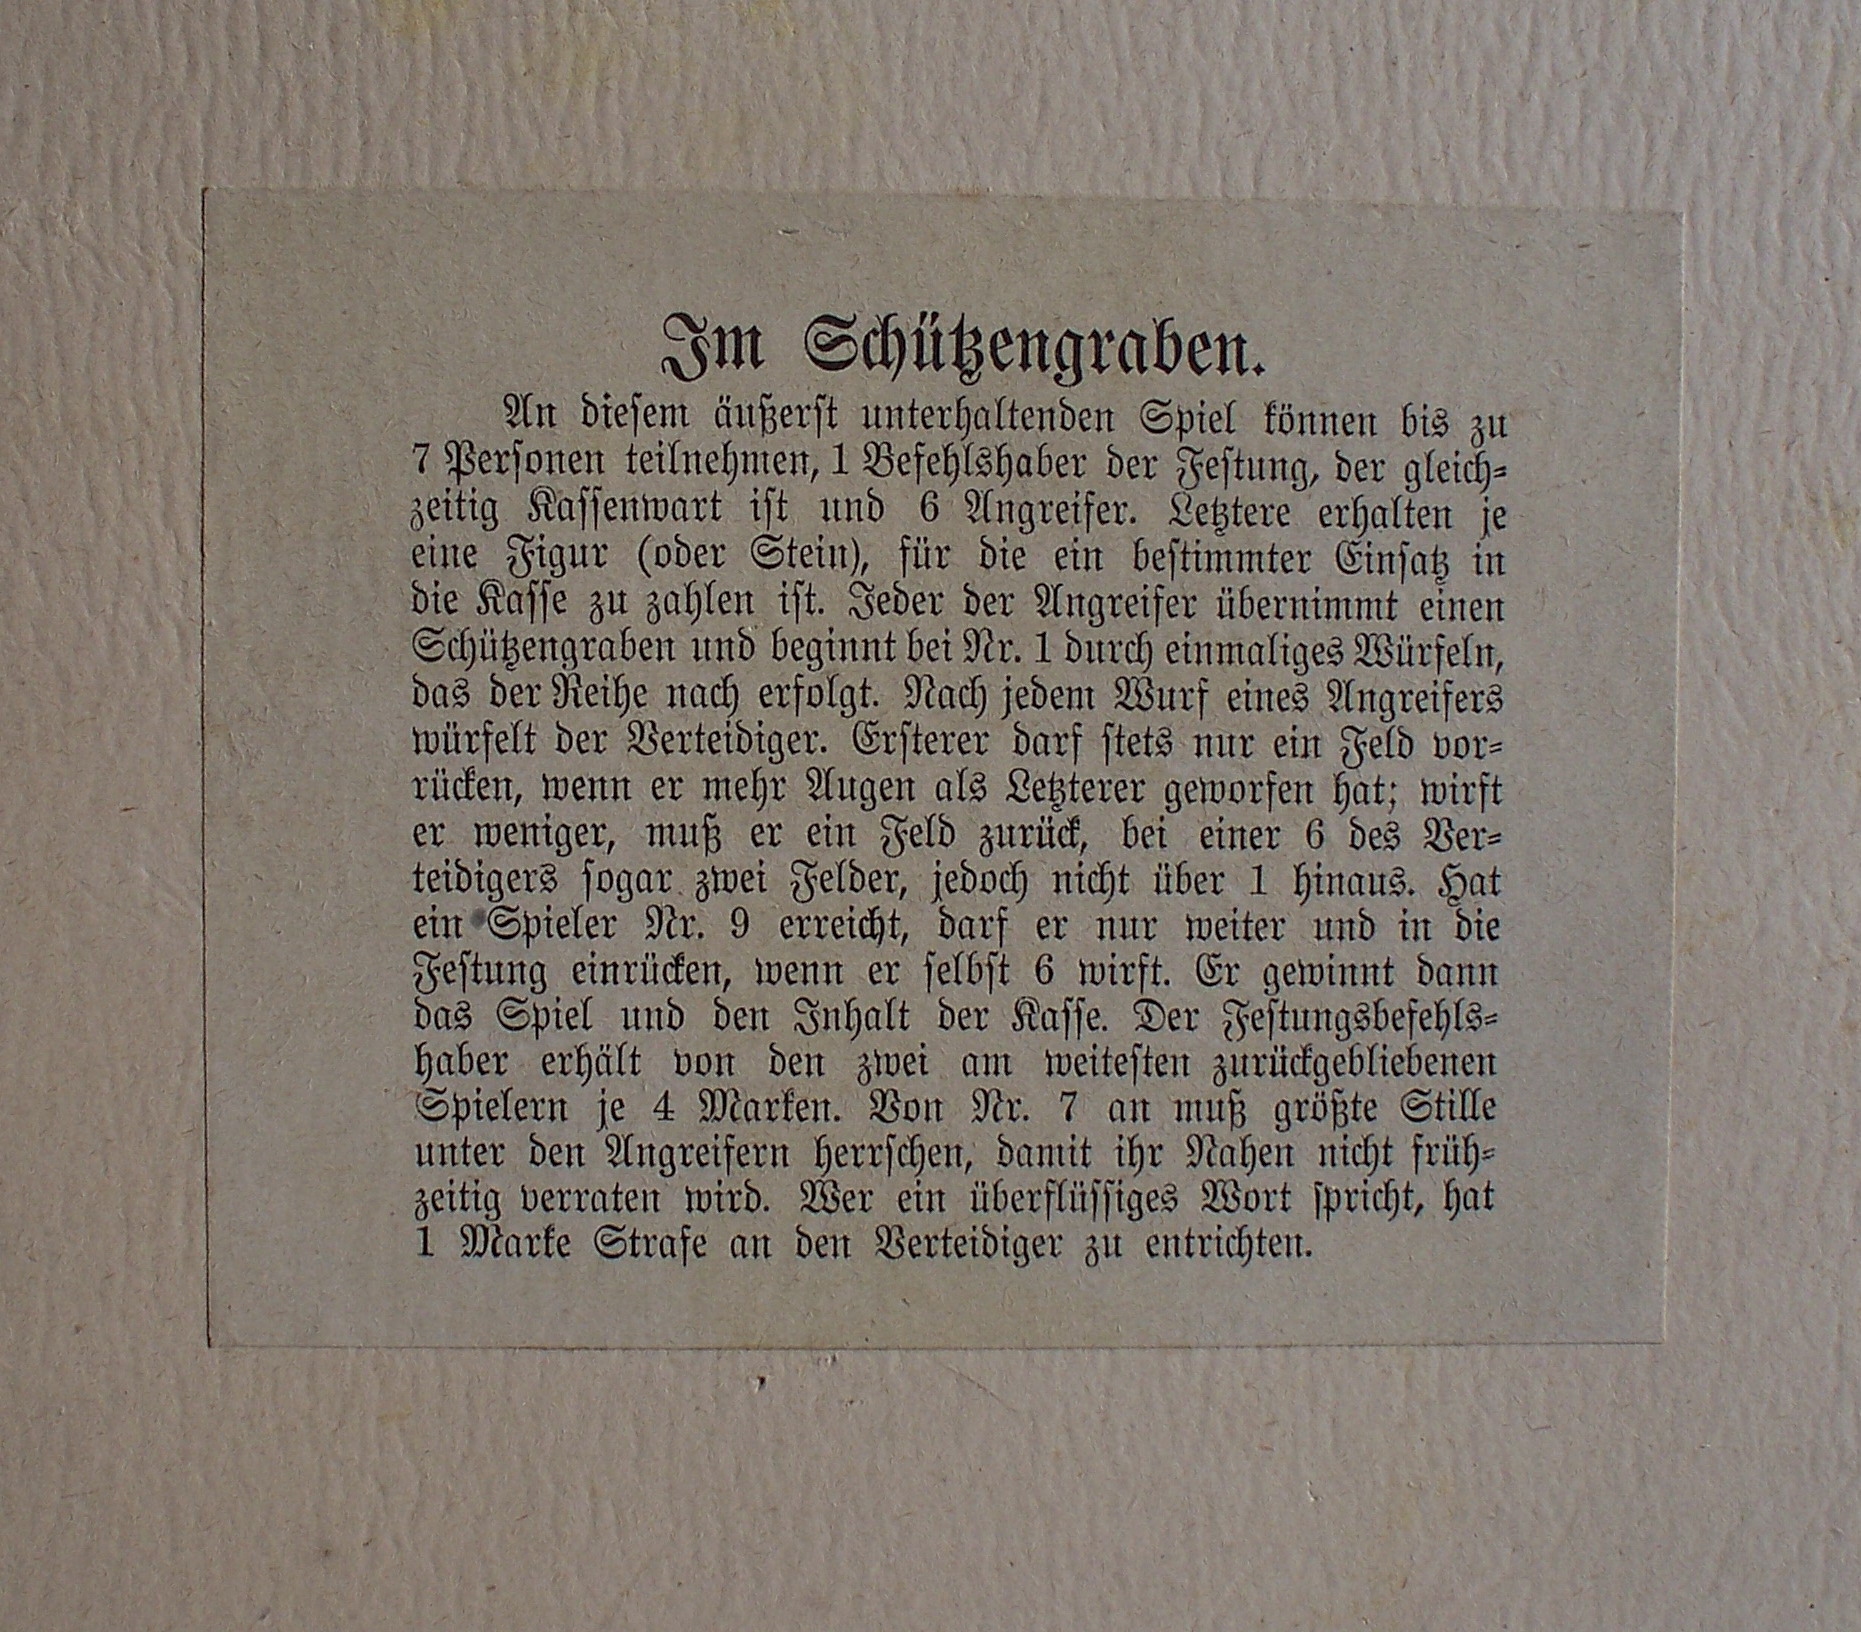 Im Schützengraben.
An diesem äußerst unterhaltenden Spiel können bis zu
7 Personen teilnehmen, 1 Befehlshaber der Festung, der gleich-
zeitig Kassenwart ist und 6 Angreifer. Letztere erhalten je
eine Figur (oder Stein), für die ein bestimmter Einsatz in
die Kasse zu zahlen ist. Jeder der Angreifer übernimmt einen
Schützengraben und beginnt bei Nr. 1 durch einmaliges Würfeln,
das der Reihe nach erfolgt. Nach jedem Wurf eines Angreifers
würfelt der Verteidiger. Ersterer darf stets nur ein Feld vor-
rücken, wenn er mehr Augen als Letzterer geworfen hat; wirft
er weniger, muß er ein Feld zurück, bei einer 6 des Ver-
teidigers sogar zwei Felder, jedoch nicht über 1 hinaus. Hat
ein Spieler Nr. 9 erreicht, darf er nur weiter und in die
Festung einrücken, wenn er selbst 6 wirft. Er gewinnt dann
das Spiel und den Inhalt der Kasse. Der Festungsbefehls-
haber erhält von den zwei am weitesten zurückgebliebenen
Spielern je 4 Marken. Von Nr. 7 an muß größte Stille
unter den Angreifern herrschen, damit ihr Nahen nicht früh-
zeitig verraten wird. Wer ein überflüssiges Wort spricht, hat
1 Marke Strafe an den Verteidiger zu entrichten.